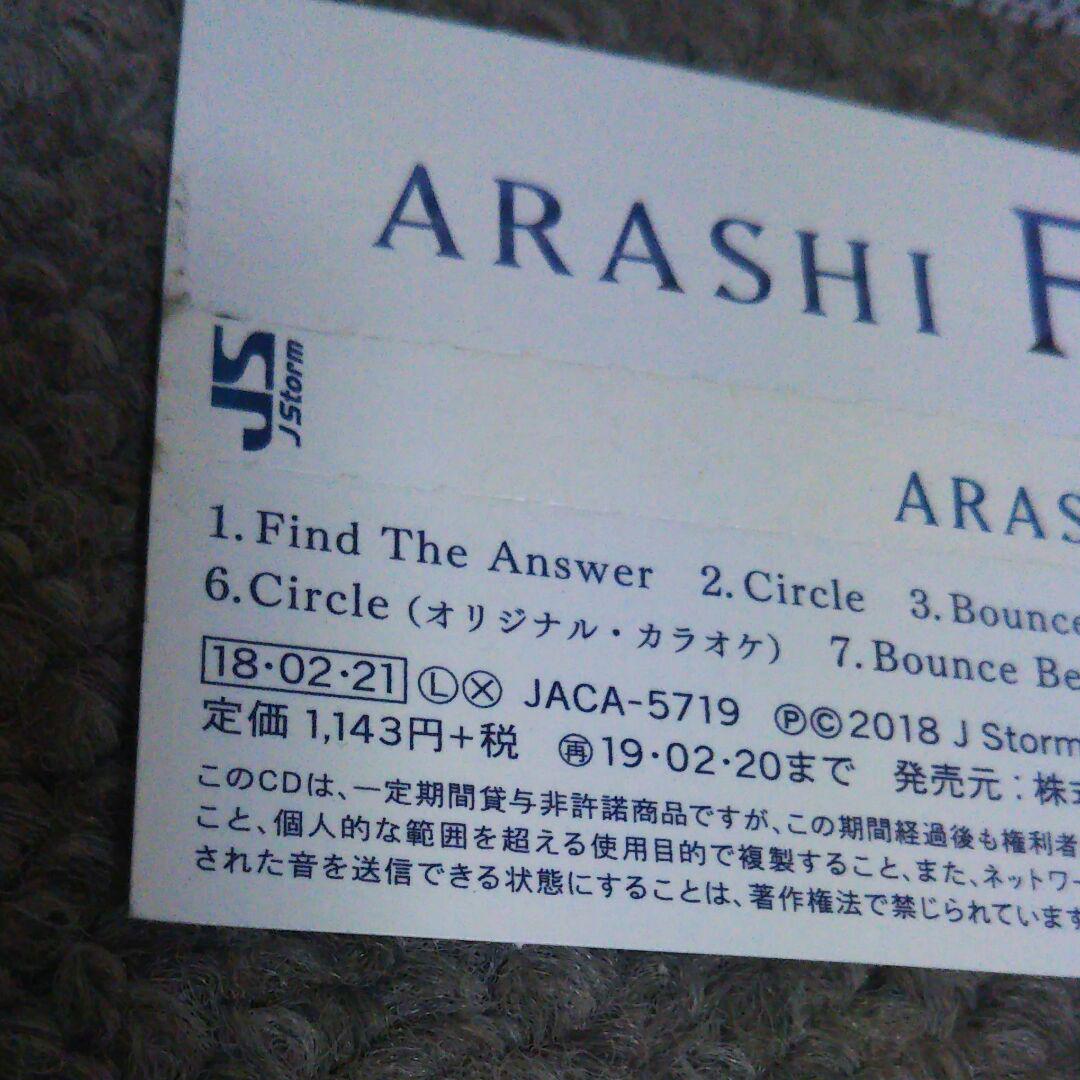 ARASHI F
JS
J Storm
ARAS
1.Find The Answer 2.Circle 3.Bounce
6.Circle (オリジナル・カラオケ) 7.Bounce Be
18・02・21 Ⓛ Ⓧ JACA-5719 ℗©2018 J Storm
定価 1,143円+税 ㊢19・02・20まで 発売元:株式
このCDは、一定期間貸与非許諾商品ですが、この期間経過後も権利者
こと、個人的な範囲を超える使用目的で複製すること、また、ネットワー
された音を送信できる状態にすることは、著作権法で禁じられています